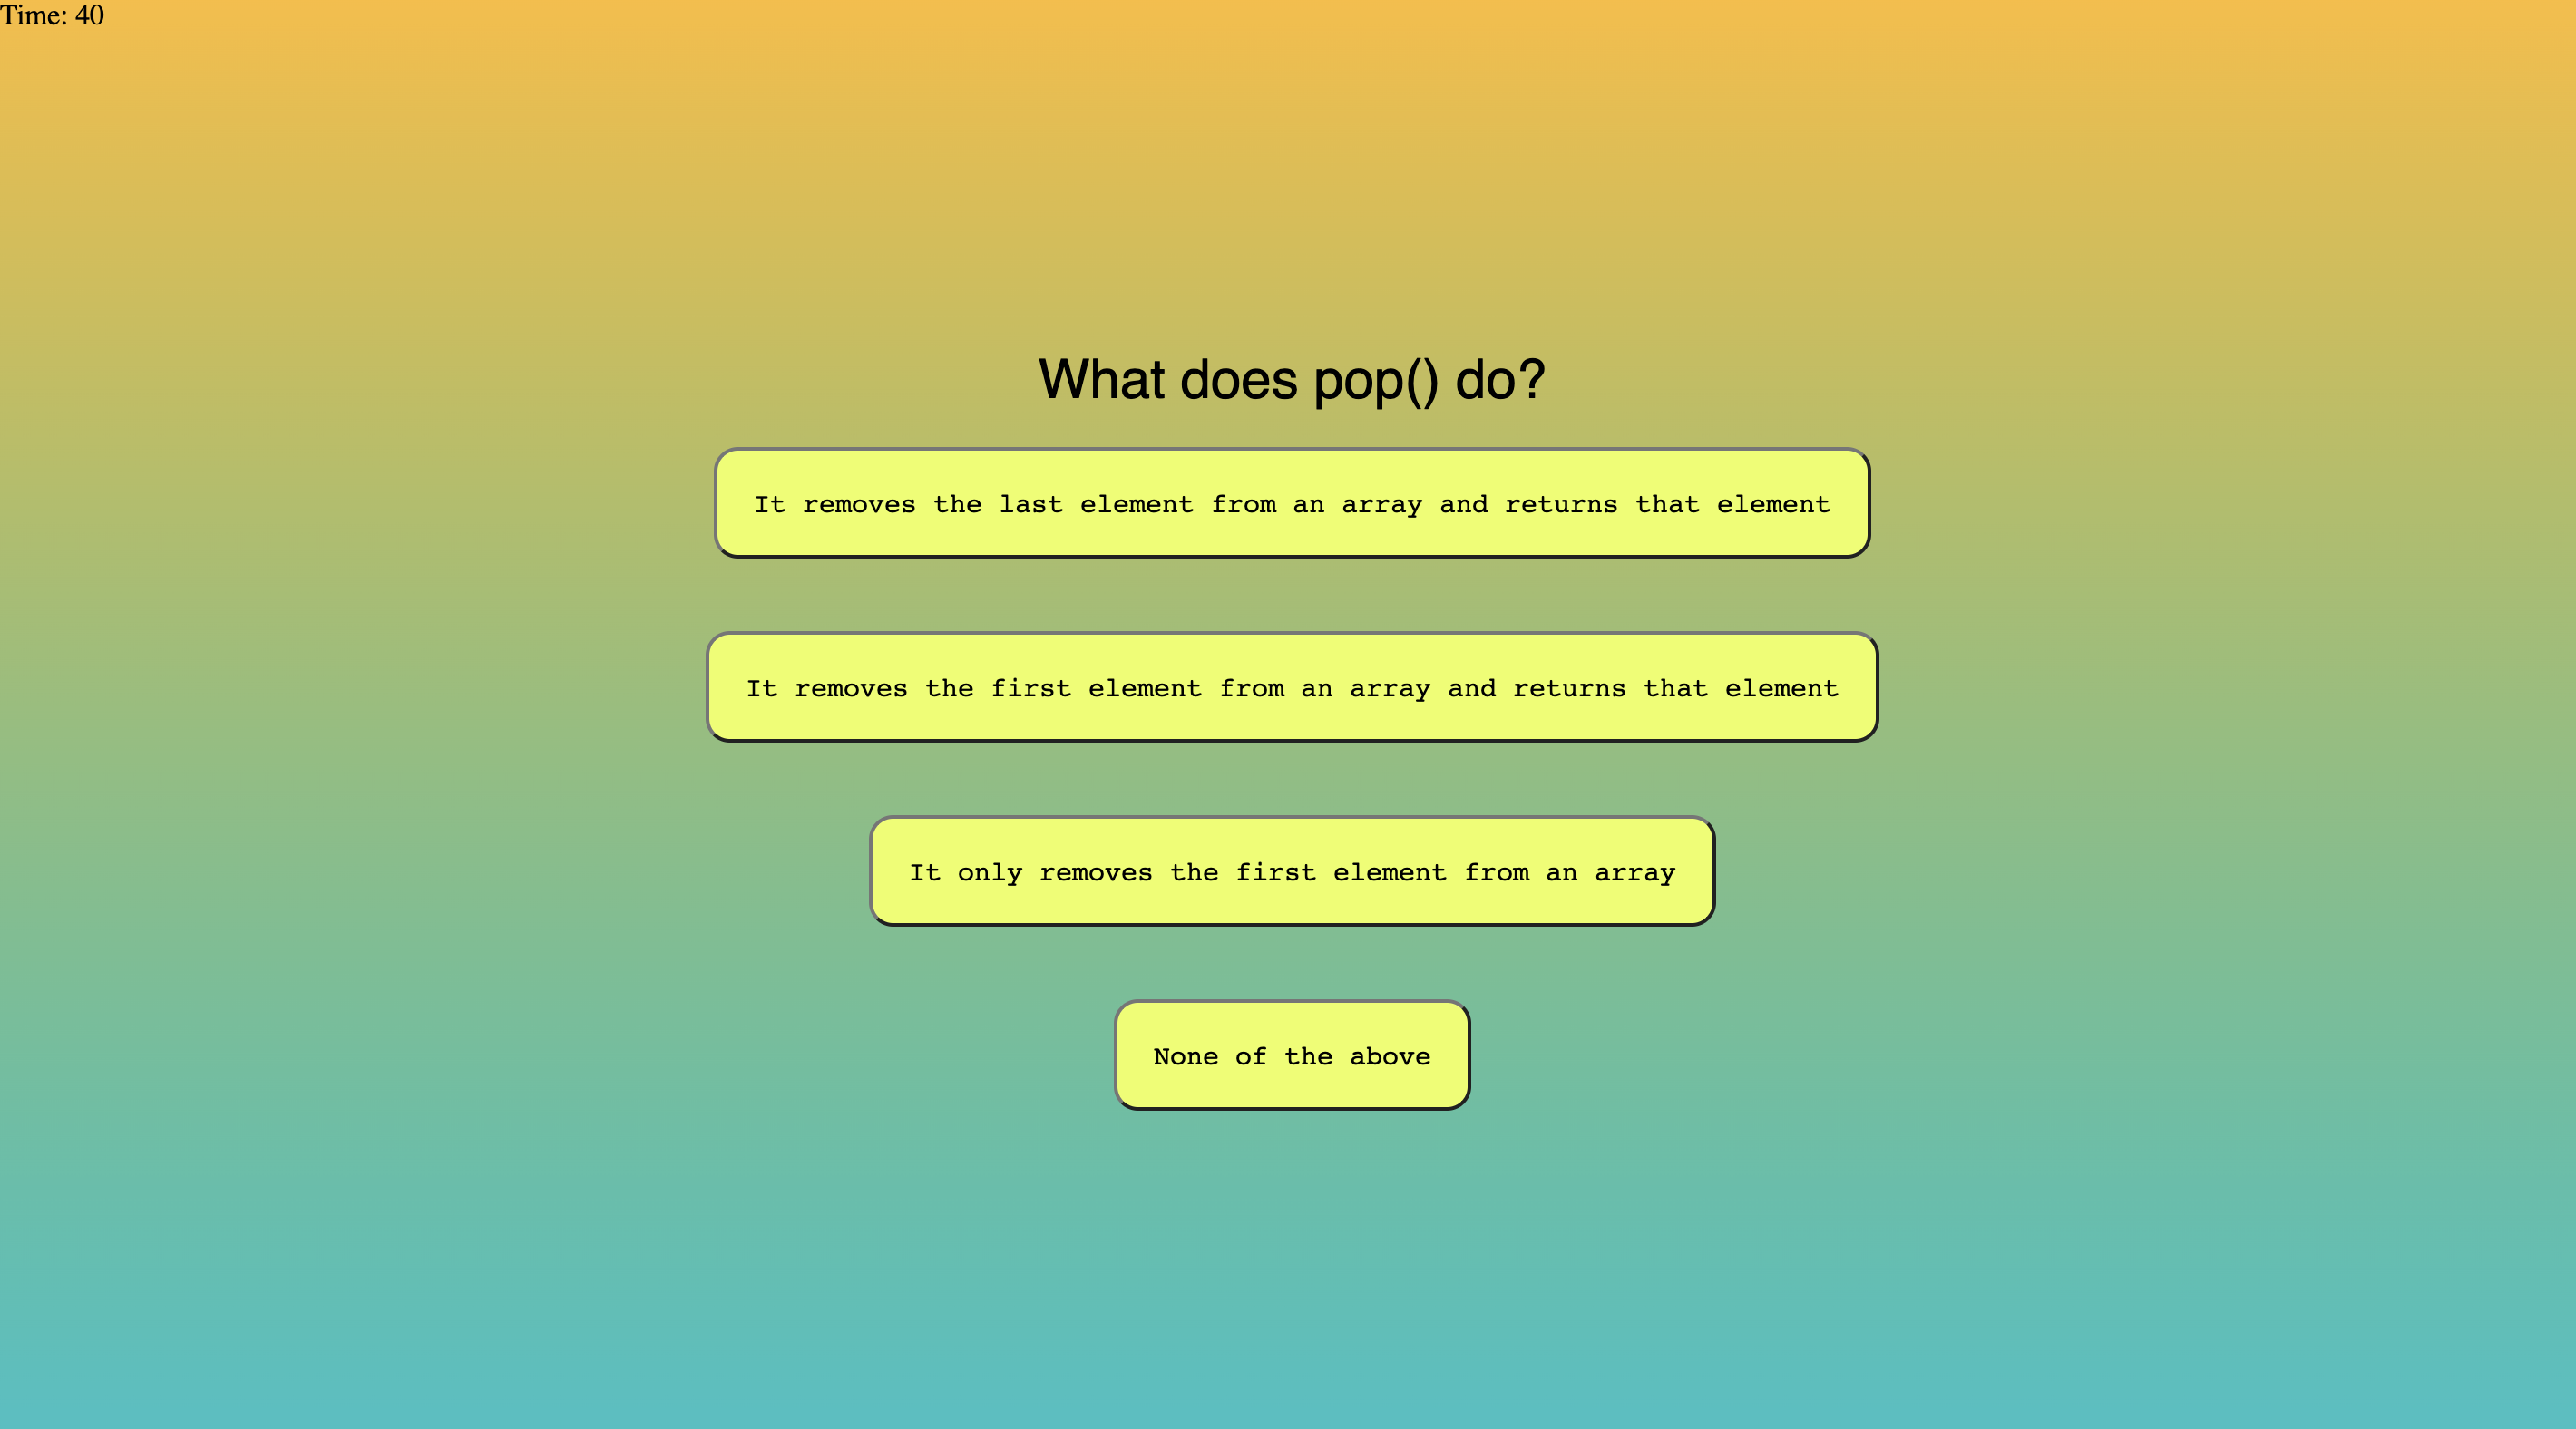 Time: 40
What does pop() do?
It removes the last element from an array and returns that element
It removes the first element from an array and returns that element
It only removes the first element from an array
None of the above